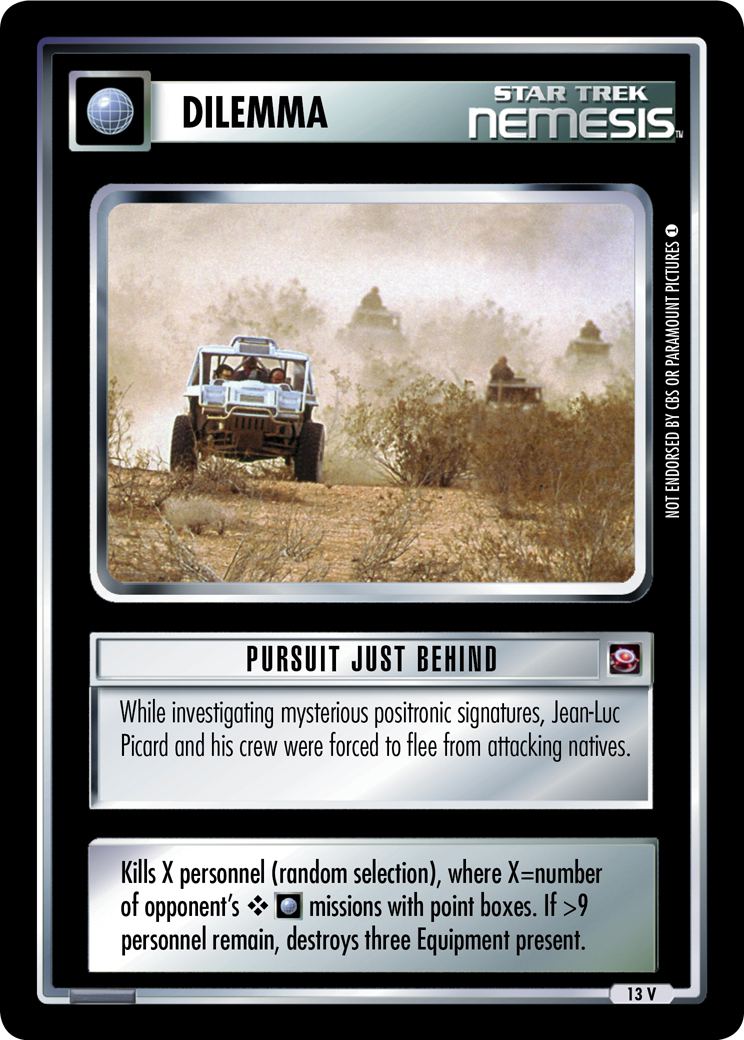 DILEMMA
STAR TREK
NEMESIS™
NOT ENDORSED BY CBS OR PARAMOUNT PICTURES 1
PURSUIT JUST BEHIND
While investigating mysterious positronic signatures, Jean-Luc
Picard and his crew were forced to flee from attacking natives.
Kills X personnel (random selection), where X=number
of opponent's ❖ missions with point boxes. If >9
personnel remain, destroys three Equipment present.
13 V